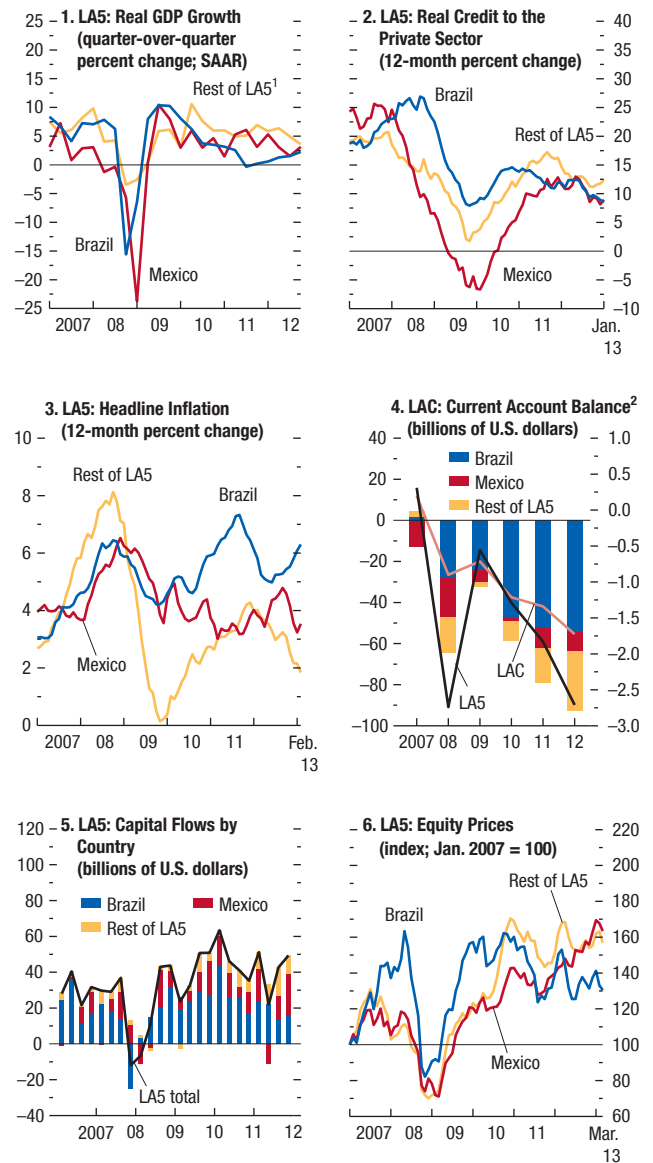 1. LA5: Real GDP Growth
(quarter-over-quarter
percent change; SAAR)
25
20
15
10
5
0
–5
–10
–15
–20
–25
Rest of LA5¹
Brazil
Mexico
2007 08 09 10 11 12
2. LA5: Real Credit to the
Private Sector
(12-month percent change)
40
35
30
25
20
15
10
5
0
–5
–10
Brazil
Rest of LA5
Mexico
2007 08 09 10 11 Jan.
13
3. LA5: Headline Inflation
(12-month percent change)
10
8
6
4
2
0
Rest of LA5
Brazil
Mexico
2007 08 09 10 11 Feb.
13
4. LAC: Current Account Balance²
(billions of U.S. dollars)
40
20
0
–20
–40
–60
–80
–100
1.0
0.5
0.0
–0.5
–1.0
–1.5
–2.0
–2.5
–3.0
Brazil
Mexico
Rest of LA5
LAC
LA5
2007 08 09 10 11 12
5. LA5: Capital Flows by
Country
(billions of U.S. dollars)
120
100
80
60
40
20
0
–20
–40
Brazil
Mexico
Rest of LA5
LA5 total
2007 08 09 10 11 12
6. LA5: Equity Prices
(index; Jan. 2007 = 100)
220
200
180
160
140
120
100
80
60
Rest of LA5
Brazil
Mexico
2007 08 09 10 11 Mar.
13